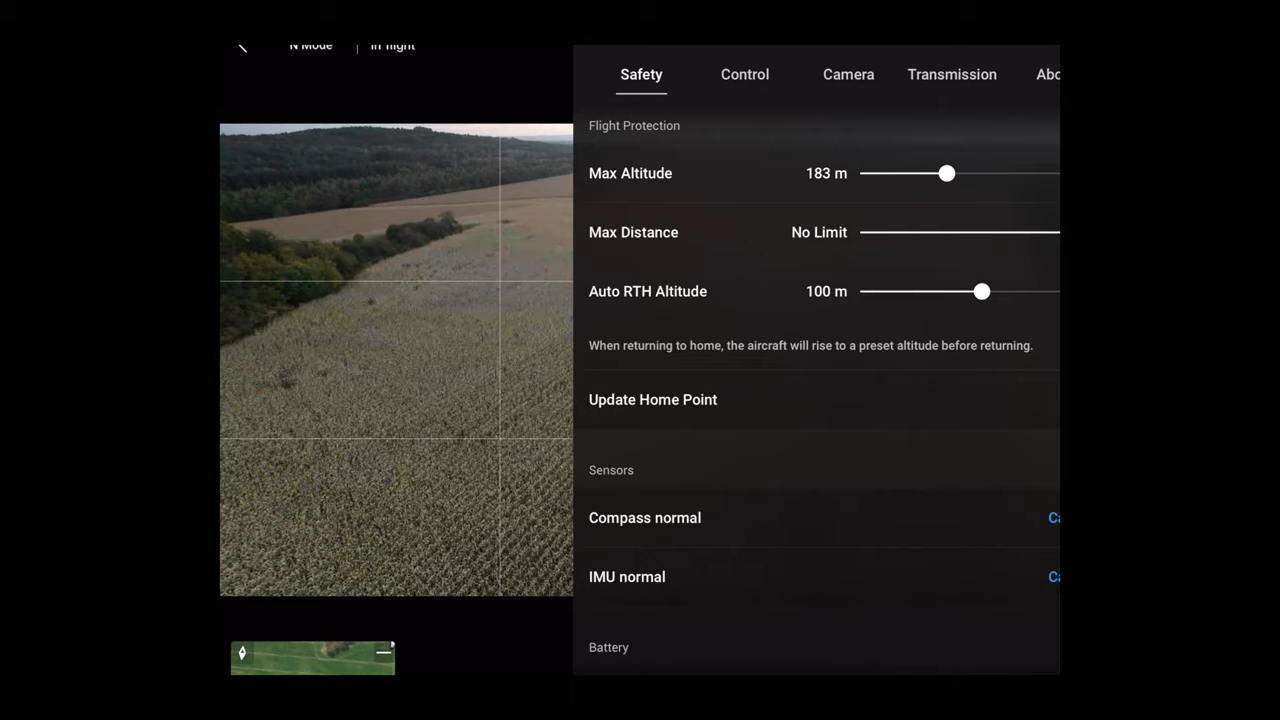 N Mode | In flight
Safety Control Camera Transmission
Flight Protection
Max Altitude 183 m
Max Distance No Limit
Auto RTH Altitude 100 m
When returning to home, the aircraft will rise to a preset altitude before returning.
Update Home Point
Sensors
Compass normal
IMU normal
Battery